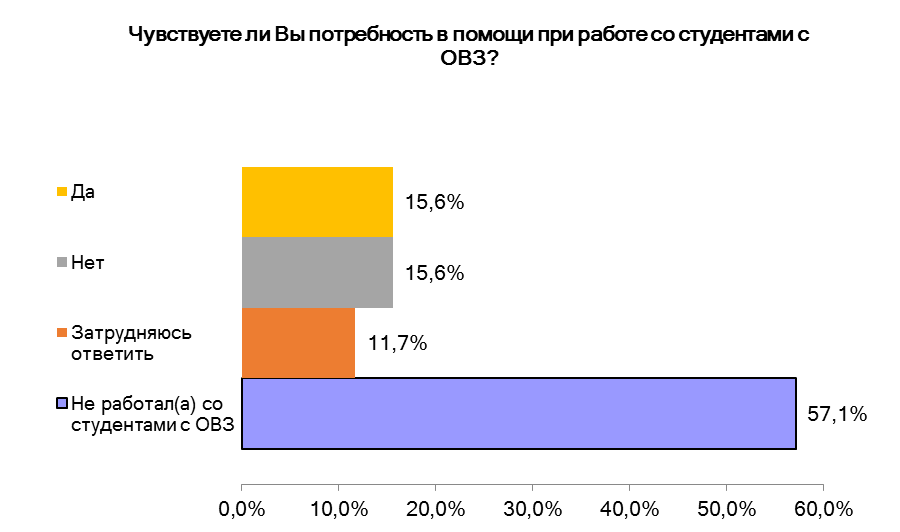 Чувствуете ли Вы потребность в помощи при работе со студентами с
ОВЗ?
Да
15,6%
Нет
15,6%
Затрудняюсь
ответить
11,7%
Не работал(а) со
студентами с ОВЗ
57,1%
0,0% 10,0% 20,0% 30,0% 40,0% 50,0% 60,0%